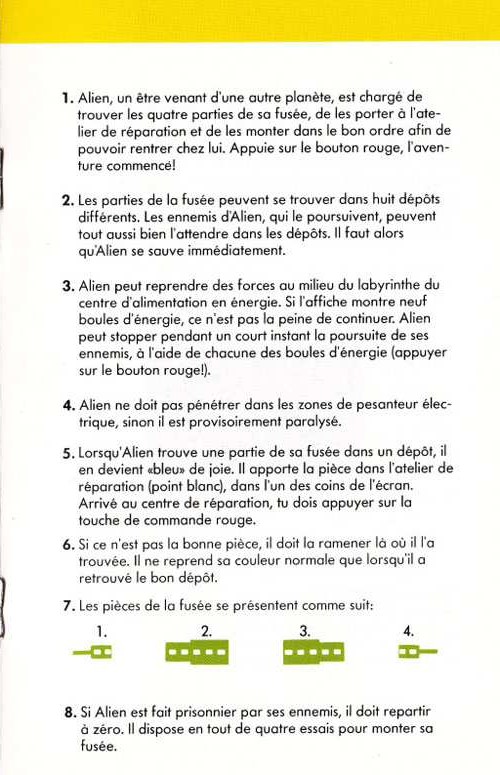 1. Alien, un être venant d'une autre planète, est chargé de
trouver les quatre parties de sa fusée, de les porter à l'ate-
lier de réparation et de les monter dans le bon ordre afin de
pouvoir rentrer chez lui. Appuie sur le bouton rouge, l'aven-
ture commence!
2. Les parties de la fusée peuvent se trouver dans huit dépôts
différents. Les ennemis d'Alien, qui le poursuivent, peuvent
tout aussi bien l'attendre dans les dépôts. Il faut alors
qu'Alien se sauve immédiatement.
3. Alien peut reprendre des forces au milieu du labyrinthe du
centre d'alimentation en énergie. Si l'affiche montre neuf
boules d'énergie, ce n'est pas la peine de continuer. Alien
peut stopper pendant un court instant la poursuite de ses
ennemis, à l'aide de chacune des boules d'énergie (appuyer
sur le bouton rouge!).
4. Alien ne doit pas pénétrer dans les zones de pesanteur élec-
trique, sinon il est provisoirement paralysé.
5. Lorsqu'Alien trouve une partie de sa fusée dans un dépôt, il
en devient «bleu» de joie. Il apporte la pièce dans l'atelier de
réparation (point blanc), dans l'un des coins de l'écran.
Arrivé au centre de réparation, tu dois appuyer sur la
touche de commande rouge.
6. Si ce n'est pas la bonne pièce, il doit la ramener là où il l'a
trouvée. Il ne reprend sa couleur normale que lorsqu'il a
retrouvé le bon dépôt.
7. Les pièces de la fusée se présentent comme suit:
1. 2. 3. 4.
8. Si Alien est fait prisonnier par ses ennemis, il doit repartir
à zéro. Il dispose en tout de quatre essais pour monter sa
fusée.